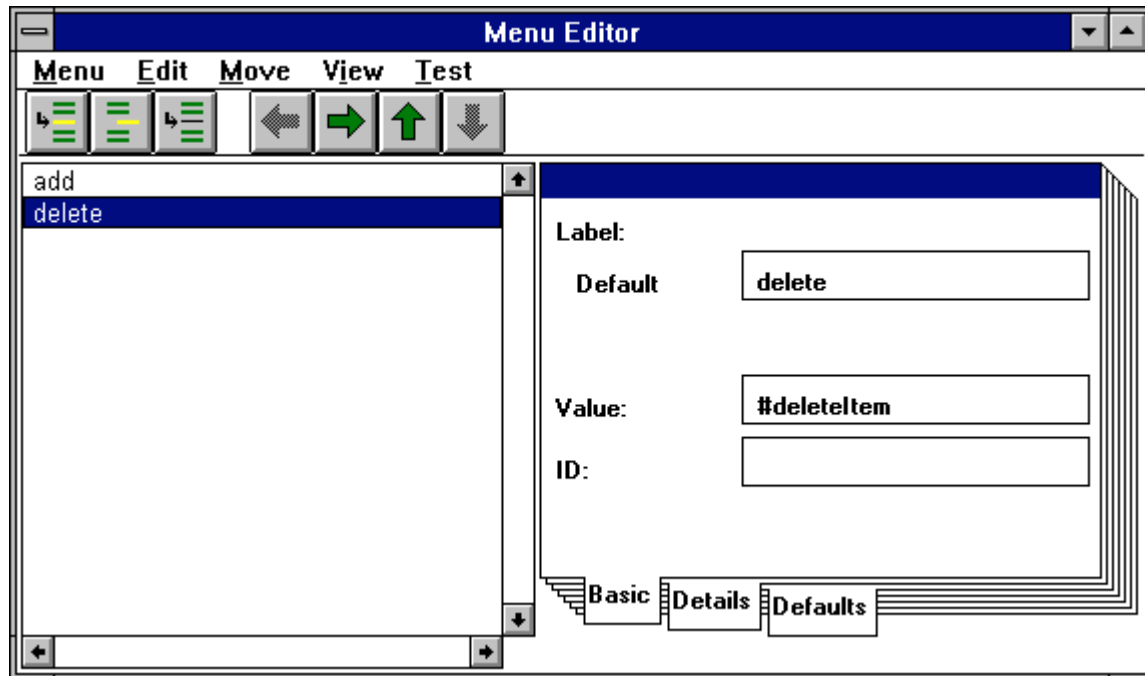 Menu Editor
Menu Edit Move View Test
add
delete
Label:
Default delete
Value: #deleteItem
ID:
Basic Details Defaults